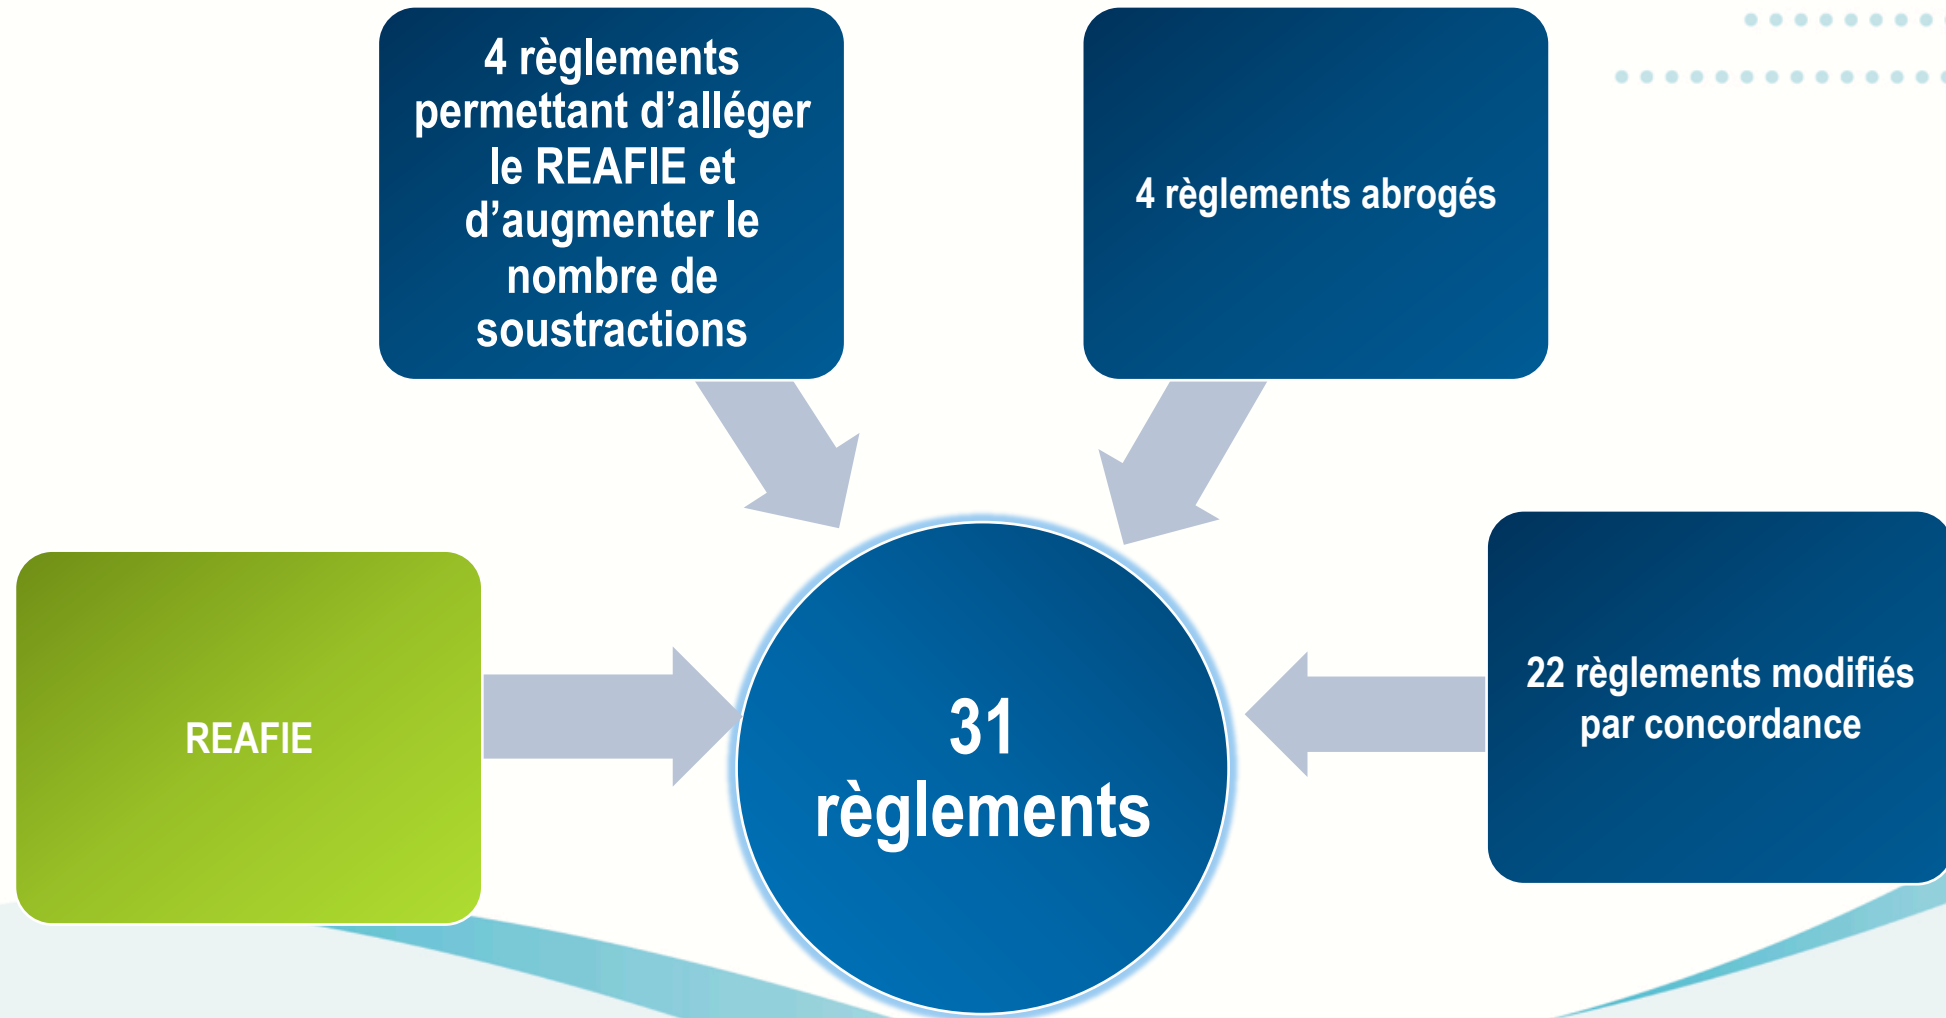 4 règlements
permettant d’alléger
le REAFIE et
d’augmenter le
nombre de
soustractions
4 règlements abrogés
REAFIE
31
règlements
22 règlements modifiés
par concordance